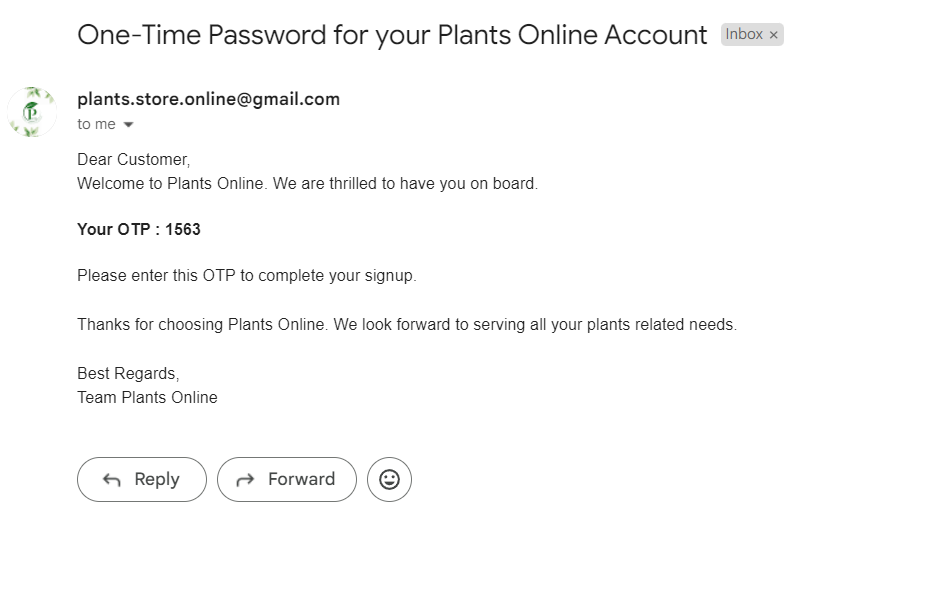 One-Time Password for your Plants Online Account Inbox ×
plants.store.online@gmail.com
to me
P
Dear Customer,
Welcome to Plants Online. We are thrilled to have you on board.
Your OTP : 1563
Please enter this OTP to complete your signup.
Thanks for choosing Plants Online. We look forward to serving all your plants related needs.
Best Regards,
Team Plants Online
Reply Forward